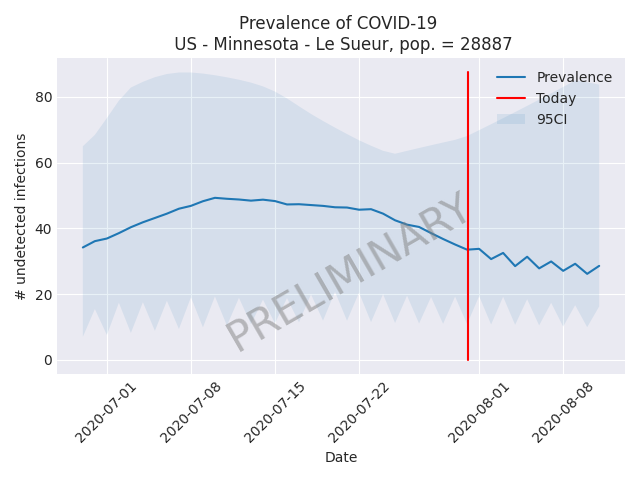 Prevalence of COVID-19
US - Minnesota - Le Sueur, pop. = 28887
# undetected infections
80
60
40
20
0
Prevalence
Today
95CI
PRELIMINARY
2020-07-01
2020-07-08
2020-07-15
2020-07-22
2020-08-01
2020-08-08
Date